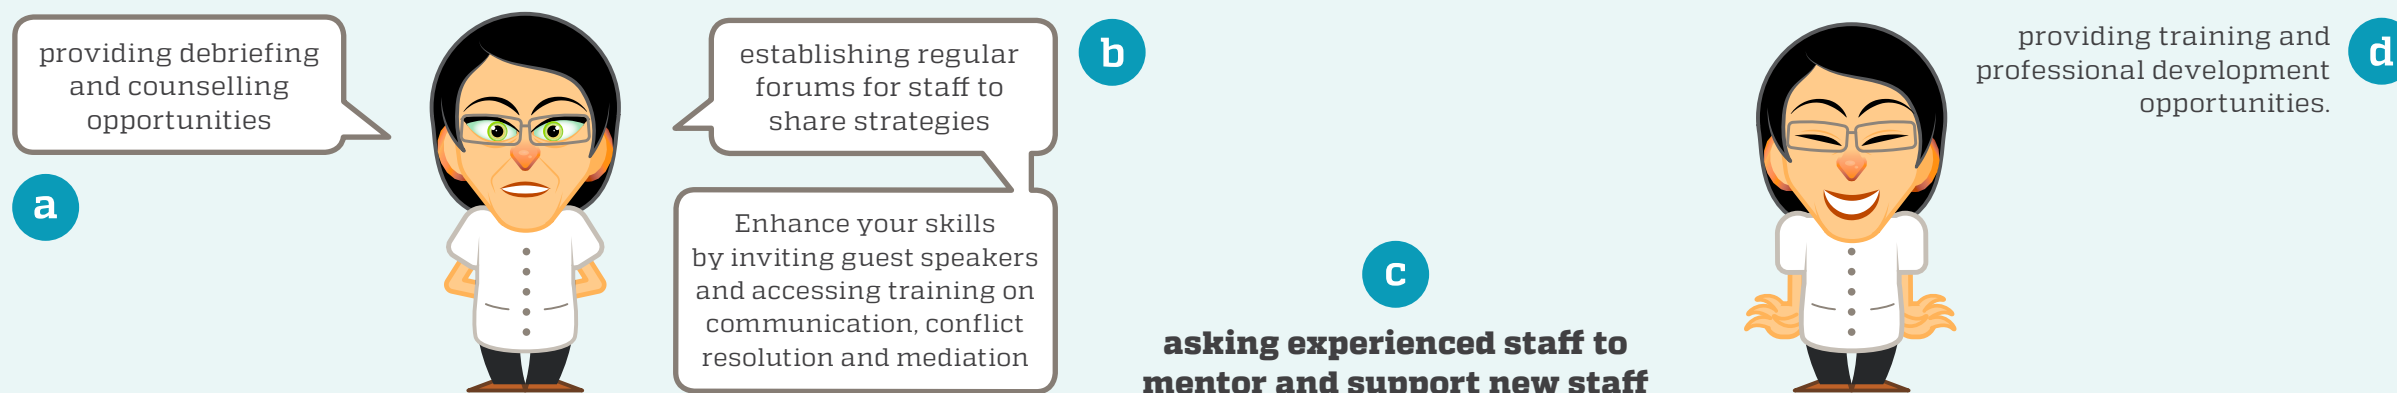 providing debriefing
and counselling
opportunities
a
establishing regular
forums for staff to
share strategies
b
Enhance your skills
by inviting guest speakers
and accessing training on
communication, conflict
resolution and mediation
c
asking experienced staff to
mentor and support new staff
providing training and
professional development
opportunities.
d